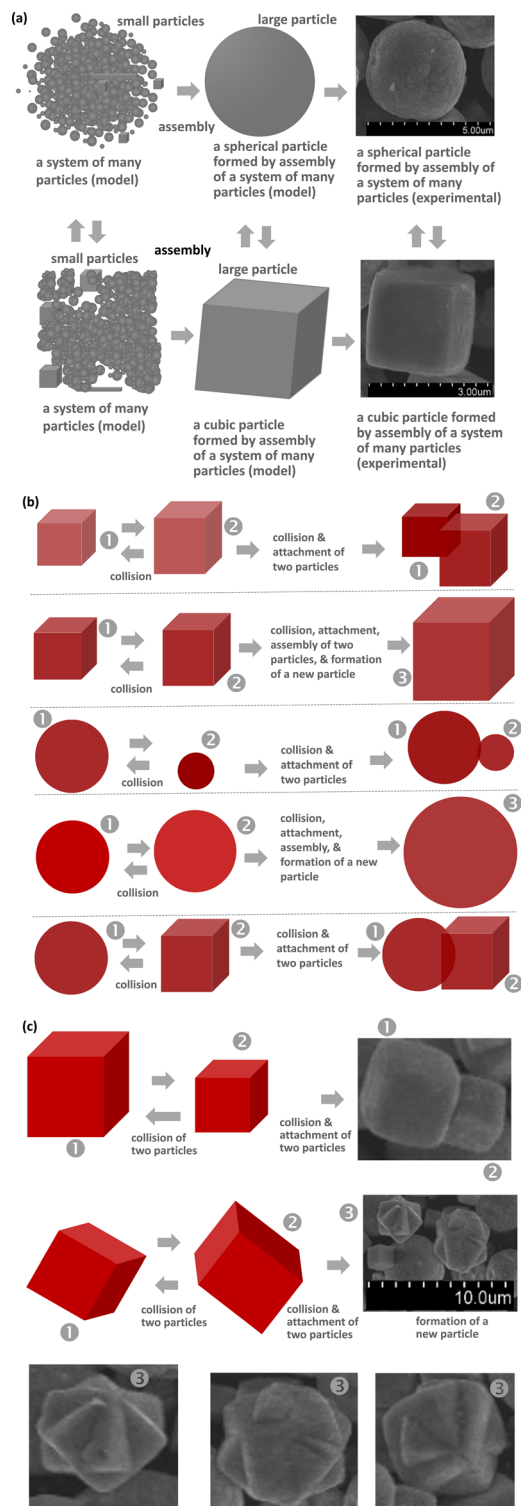 (a)
small particles
large particle
assembly
5.00um
a system of many
particles (model)
a spherical particle
formed by assembly
of a system of many
particles (model)
a spherical particle
formed by assembly of
a system of many
particles (experimental)
assembly
small particles
large particle
3.00um
a system of many
particles (model)
a cubic particle
formed by assembly
of a system of many
particles (model)
a cubic particle formed
by assembly of a system
of many particles
(experimental)
(b)
1
collision
2
collision &
attachment of
two particles
1
2
1
collision
2
collision, attachment,
assembly of two
particles, & formation
of a new particle
3
1
collision
2
collision &
attachment of
two particles
1
2
1
collision
2
collision,
attachment,
assembly, &
formation of a new
particle
3
1
collision
2
collision &
attachment of
two particles
1
2
(c)
1
collision of
two particles
2
collision &
attachment of
two particles
1
2
1
collision of
two particles
2
collision &
attachment of
two particles
3
10.0um
formation of a
new particle
3
3
3